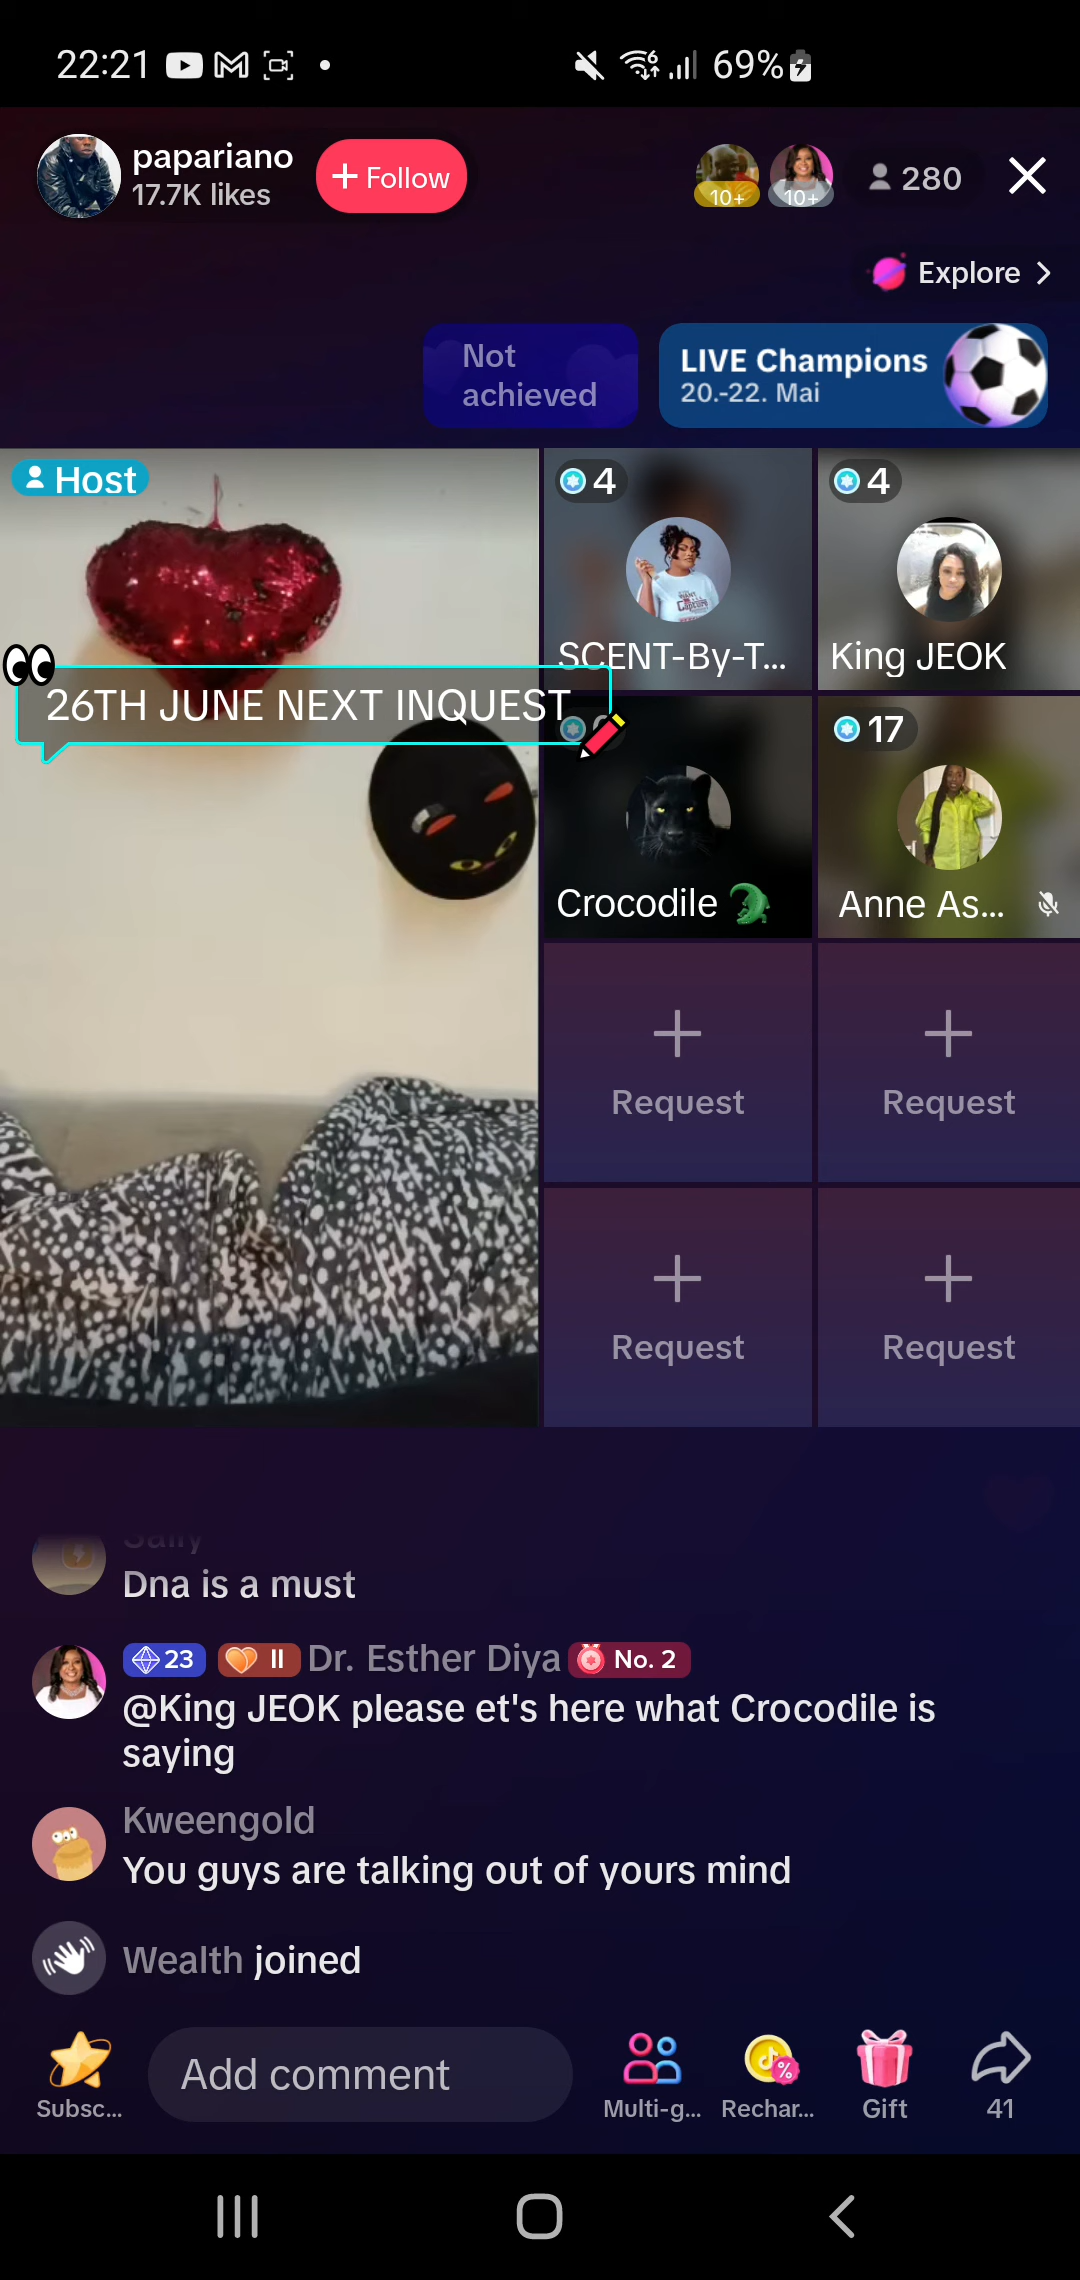 22:21
69%
papariano
17.7K likes
+ Follow
10+
10+
280
Explore
Not
achieved
LIVE Champions
20.-22. Mai
Host
4
SCENT-By-T...
4
King JEOK
26TH JUNE NEXT INQUEST
Crocodile
17
Anne As...
Request
Request
Request
Request
Sally
Dna is a must
23 II Dr. Esther Diya No. 2
@King JEOK please et's here what Crocodile is
saying
Kweengold
You guys are talking out of yours mind
Wealth joined
Add comment
Subsc...
Multi-g...
Rechar...
Gift
41